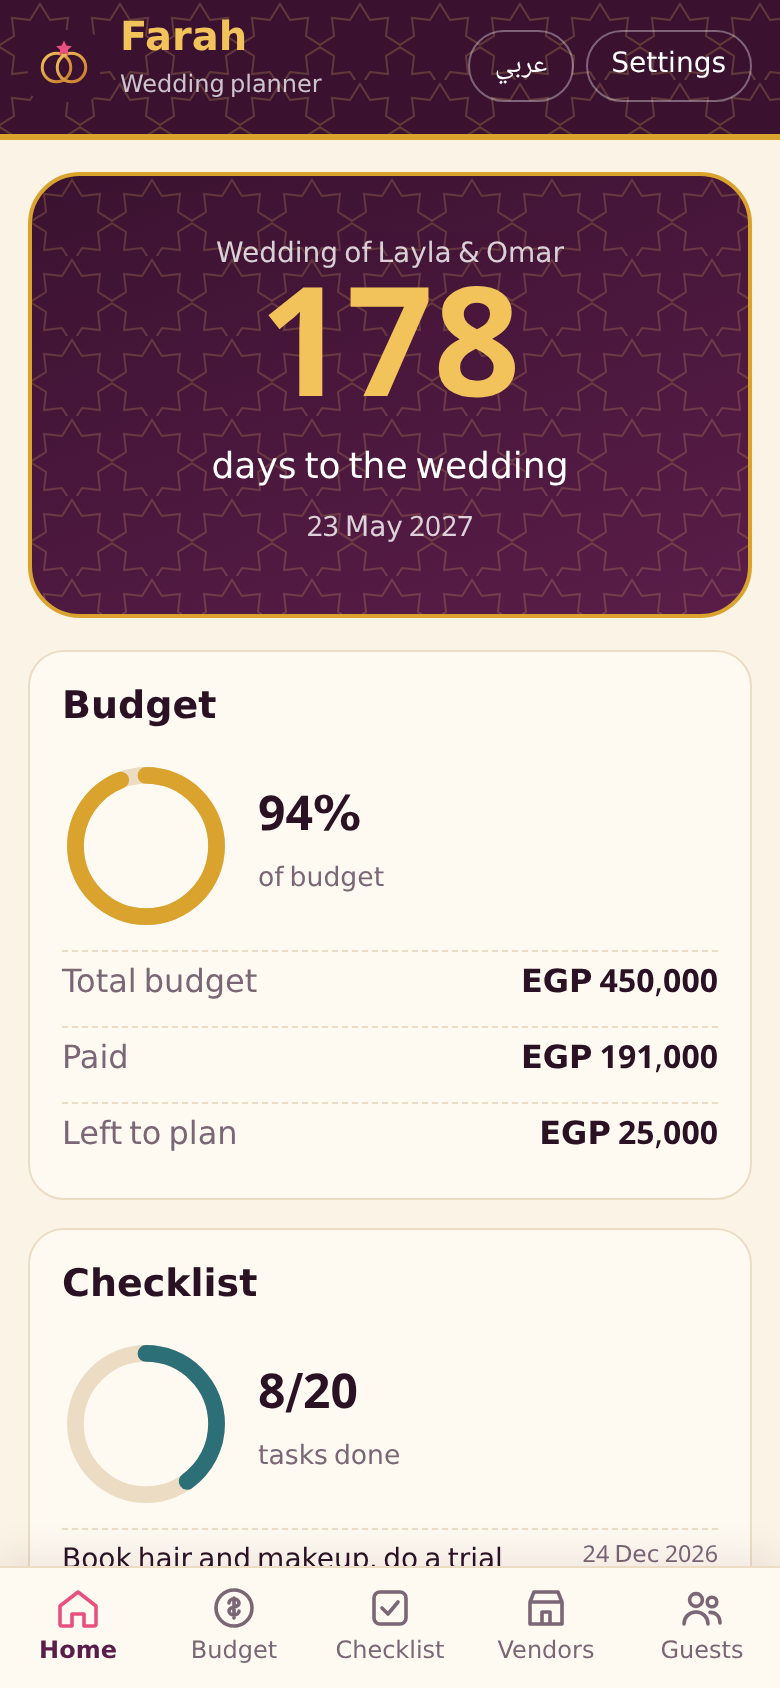 Farah
Wedding planner
عربي
Settings
Wedding of Layla & Omar
178
days to the wedding
23 May 2027
Budget
94%
of budget
Total budget EGP 450,000
Paid EGP 191,000
Left to plan EGP 25,000
Checklist
8/20
tasks done
Book hair and makeup, do a trial 24 Dec 2026
Home Budget Checklist Vendors Guests